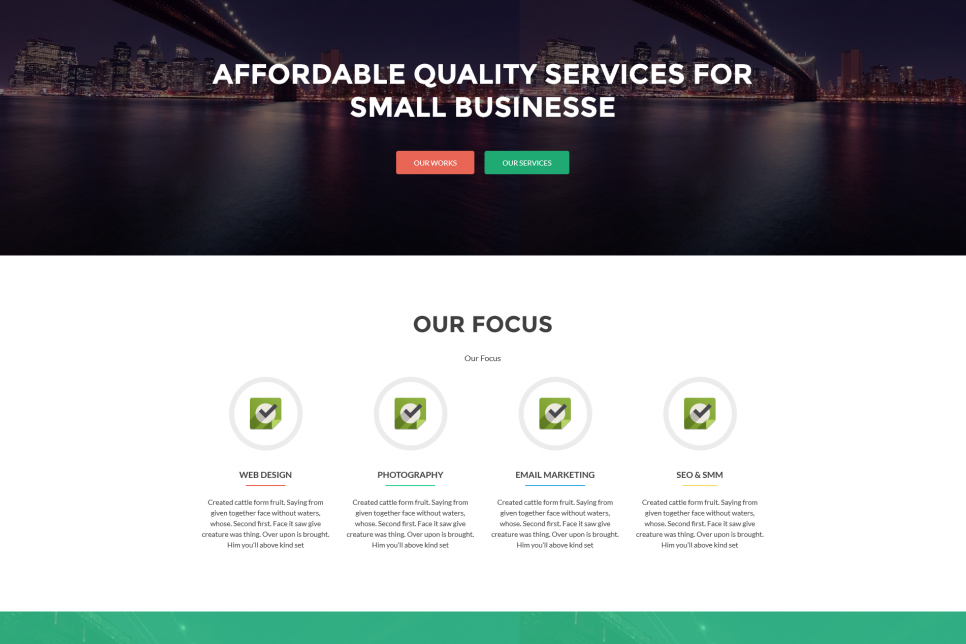 AFFORDABLE QUALITY SERVICES FOR
SMALL BUSINESSE
OUR WORKS
OUR SERVICES
OUR FOCUS
Our Focus
WEB DESIGN
Created cattle form fruit. Saying from
given together face without waters,
whose. Second first. Face it saw give
creature was thing. Over upon is brought.
Him you'll above kind set
PHOTOGRAPHY
Created cattle form fruit. Saying from
given together face without waters,
whose. Second first. Face it saw give
creature was thing. Over upon is brought.
Him you'll above kind set
EMAIL MARKETING
Created cattle form fruit. Saying from
given together face without waters,
whose. Second first. Face it saw give
creature was thing. Over upon is brought.
Him you'll above kind set
SEO & SMM
Created cattle form fruit. Saying from
given together face without waters,
whose. Second first. Face it saw give
creature was thing. Over upon is brought.
Him you'll above kind set